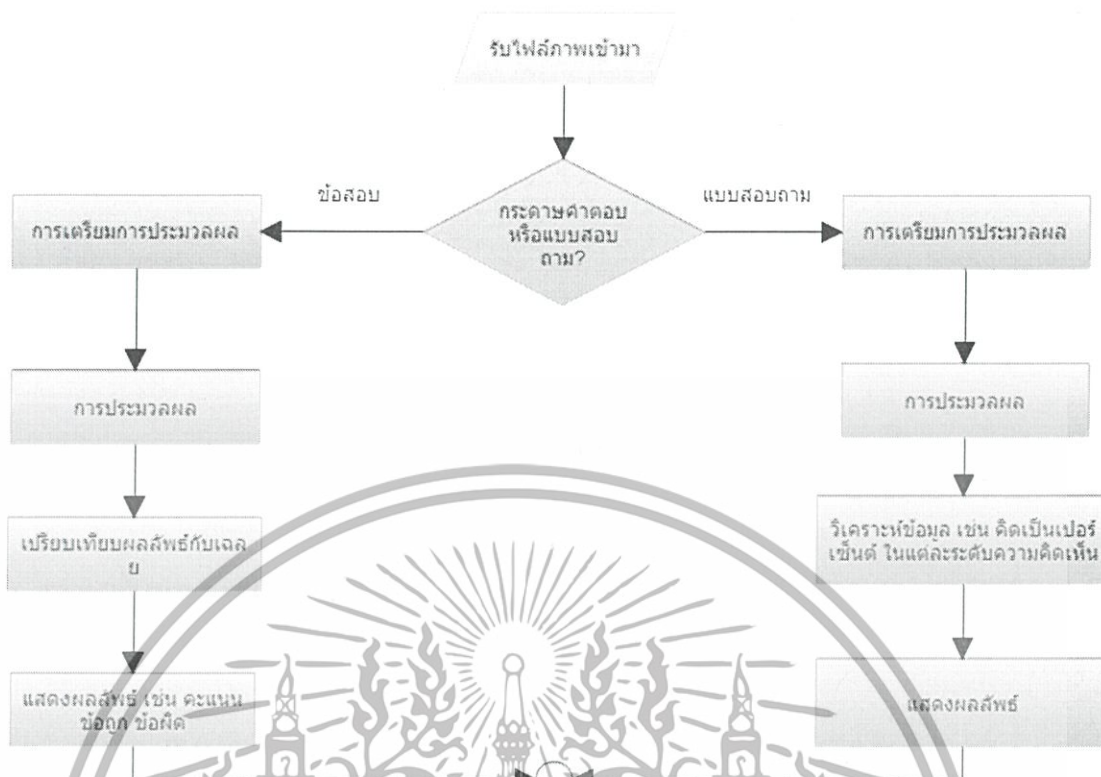 รับไฟล์ภาพเข้ามา
ข้อสอบ
กระดาษคำตอบ
หรือแบบสอบ
ถาม?
แบบสอบถาม
การเตรียมการประมวลผล
การเตรียมการประมวลผล
การประมวลผล
การประมวลผล
เปรียบเทียบผลลัพธ์กับเฉล
ย
วิเคราะห์ข้อมูล เช่น คิดเป็นเปอร์
เซ็นต์ ในแต่ละระดับความคิดเห็น
แสดงผลลัพธ์ เช่น คะแนน
ข้อถูก ข้อผิด
แสดงผลลัพธ์